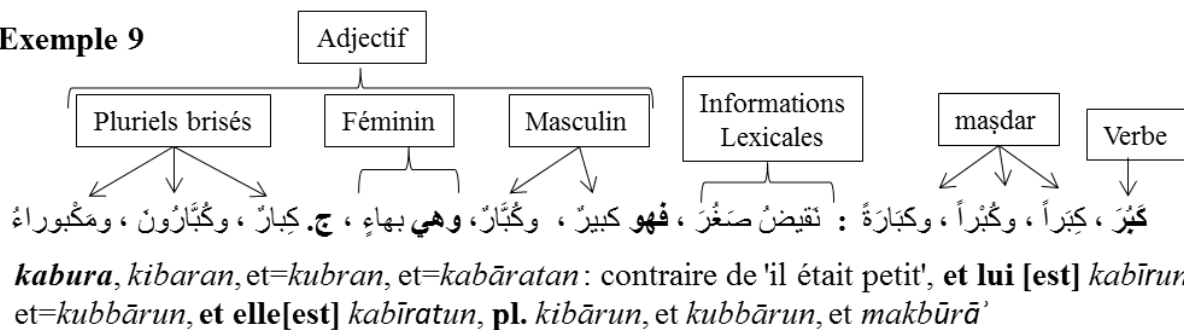 Exemple 9
Adjectif
Pluriels brisés
Féminin
Masculin
Informations
Lexicales
maṣdar
Verbe
كَبُرَ ، كِبَراً ، وكُبْراً ، وكَبَارَةً : نَقيضُ صَغُرَ ، فهو كبيرٌ ، وكُبَّارٌ، وهي بهاءٍ ، ج. كِبارٌ ، وكُبَّارُونَ ، ومَكْبوراءُ
kabura, kibaran, et=kubran, et=kabāratan: contraire de 'il était petit', et lui [est] kabīrun
et=kubbārun, et elle[est] kabīratun, pl. kibārun, et kubbārun, et makbūrāʾ